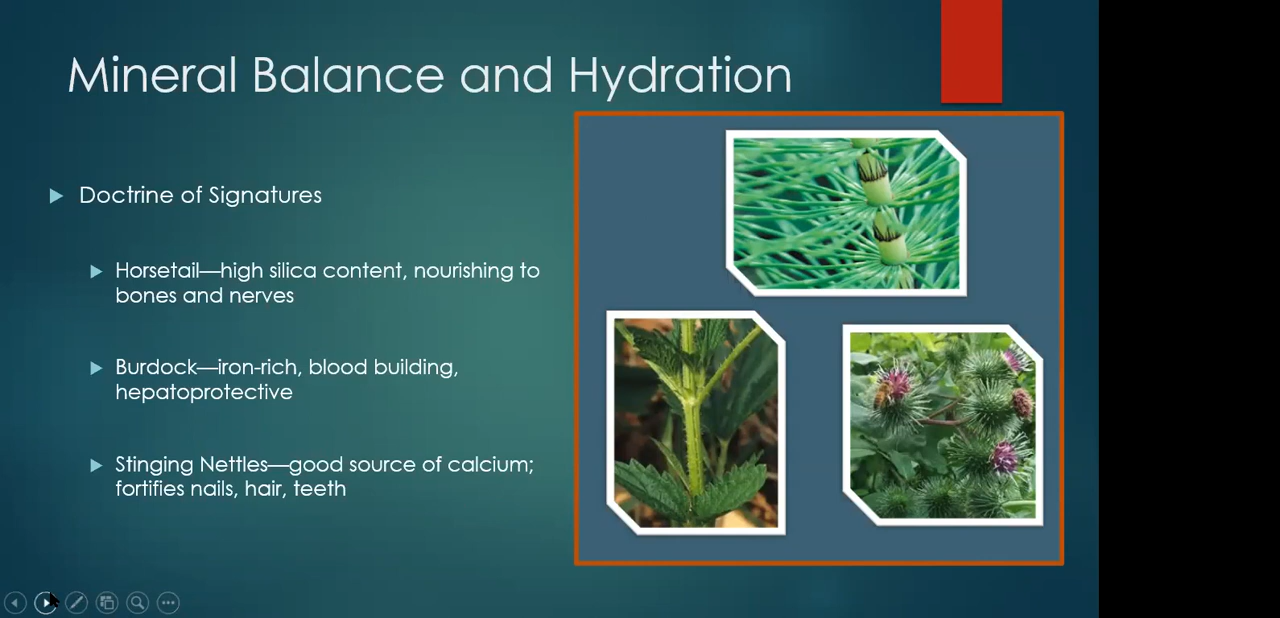 Mineral Balance and Hydration
Doctrine of Signatures
Horsetail—high silica content, nourishing to
bones and nerves
Burdock—iron-rich, blood building,
hepatoprotective
Stinging Nettles—good source of calcium;
fortifies nails, hair, teeth